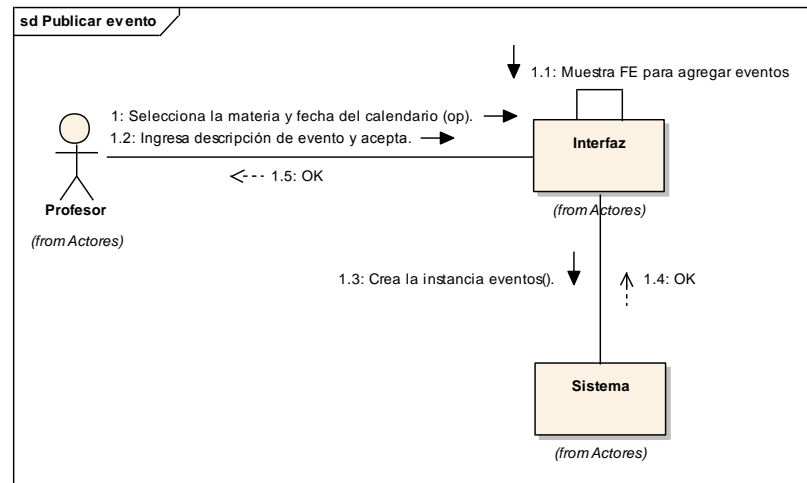 sd Publicar evento
1.1: Muestra FE para agregar eventos
1: Selecciona la materia y fecha del calendario (op).
1.2: Ingresa descripción de evento y acepta.
Interfaz
1.5: OK
Profesor
(from Actores)
(from Actores)
1.3: Crea la instancia eventos().
1.4: OK
Sistema
(from Actores)